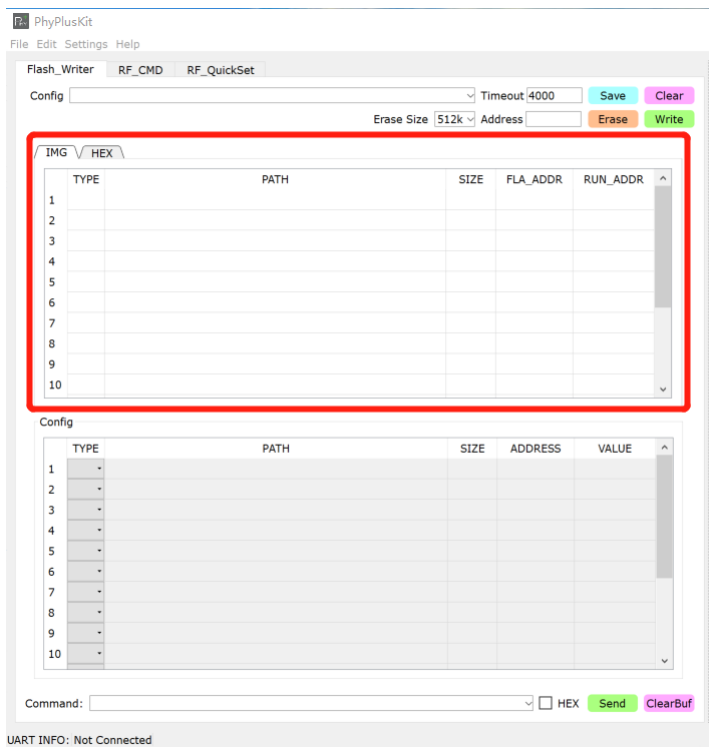 PhyPlusKit
File Edit Settings Help
Flash_Writer RF_CMD RF_QuickSet
Config Timeout 4000 Save Clear
Erase Size 512k Address Erase Write
IMG HEX
TYPE PATH SIZE FLA_ADDR RUN_ADDR
1
2
3
4
5
6
7
8
9
10
Config
TYPE PATH SIZE ADDRESS VALUE
1
2
3
4
5
6
7
8
9
10
Command: HEX Send ClearBuf
UART INFO: Not Connected